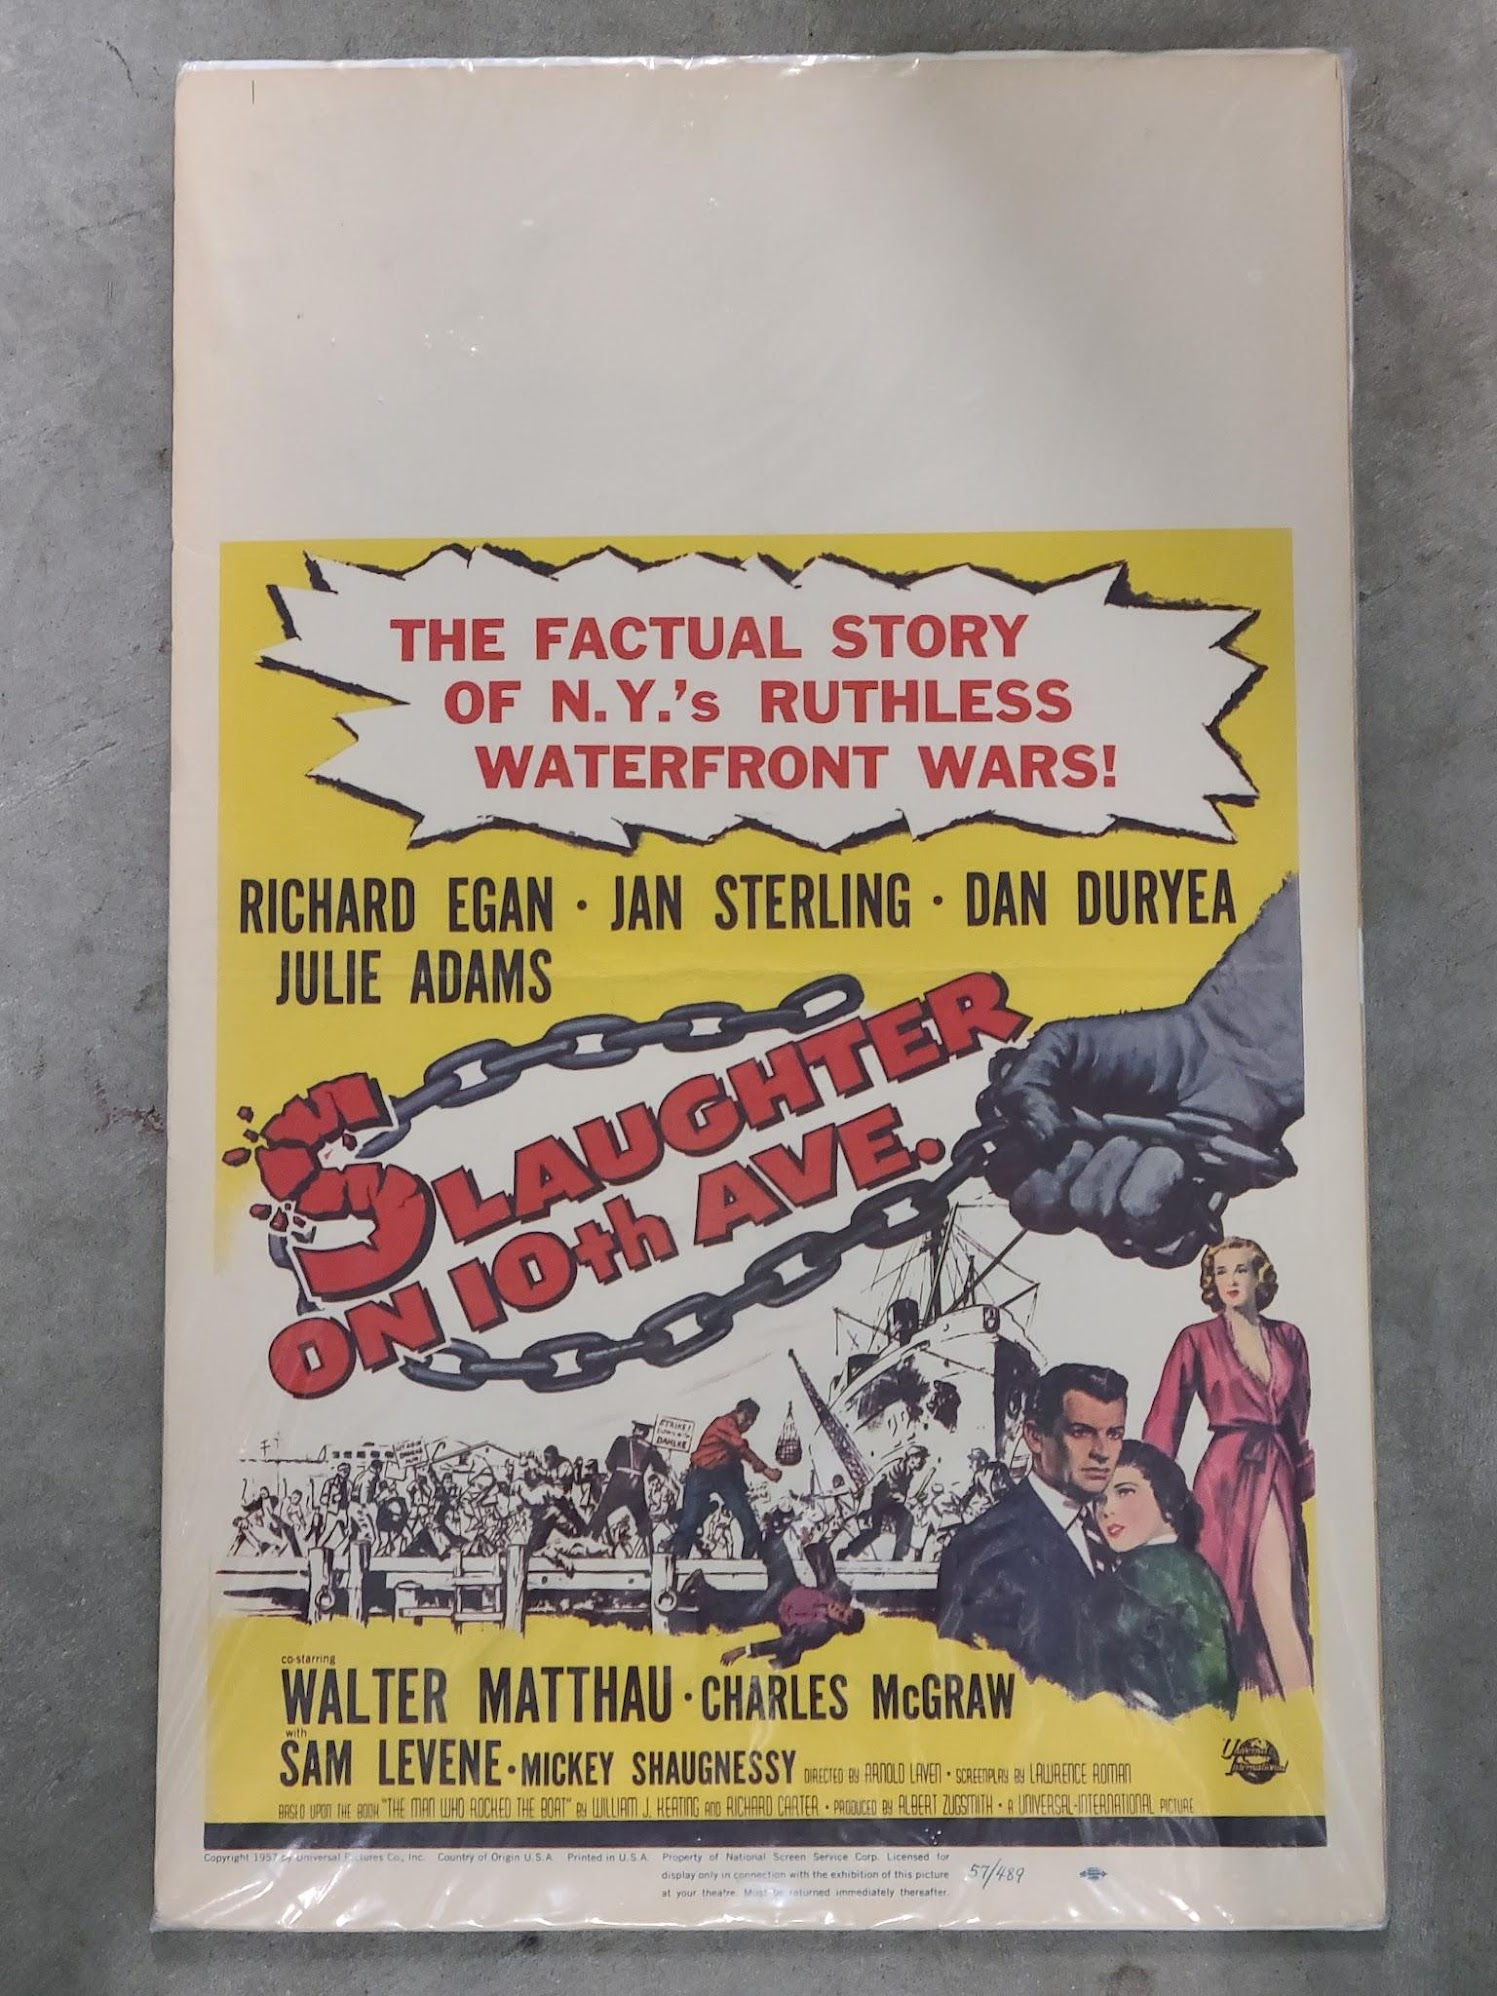 THE FACTUAL STORY
OF N.Y.'s RUTHLESS
WATERFRONT WARS!
RICHARD EGAN · JAN STERLING · DAN DURYEA
JULIE ADAMS
SLAUGHTER
ON 10th AVE.
STRIKE!
DAHLKE
co-starring
WALTER MATTHAU · CHARLES McGRAW
with
SAM LEVENE · MICKEY SHAUGNESSY DIRECTED BY ARNOLD LAVEN · SCREENPLAY BY LAWRENCE ROMAN
BASED UPON THE BOOK "THE MAN WHO ROCKED THE BOAT" BY WILLIAM J. KEATING AND RICHARD CARTER · PRODUCED BY ALBERT ZUGSMITH · A UNIVERSAL-INTERNATIONAL PICTURE
Universal International
Copyright 1957 by Universal Pictures Co., Inc. Country of Origin U.S.A. Printed in U.S.A. Property of National Screen Service Corp. Licensed for
display only in connection with the exhibition of this picture
at your theatre. Must be returned immediately thereafter.
57/489